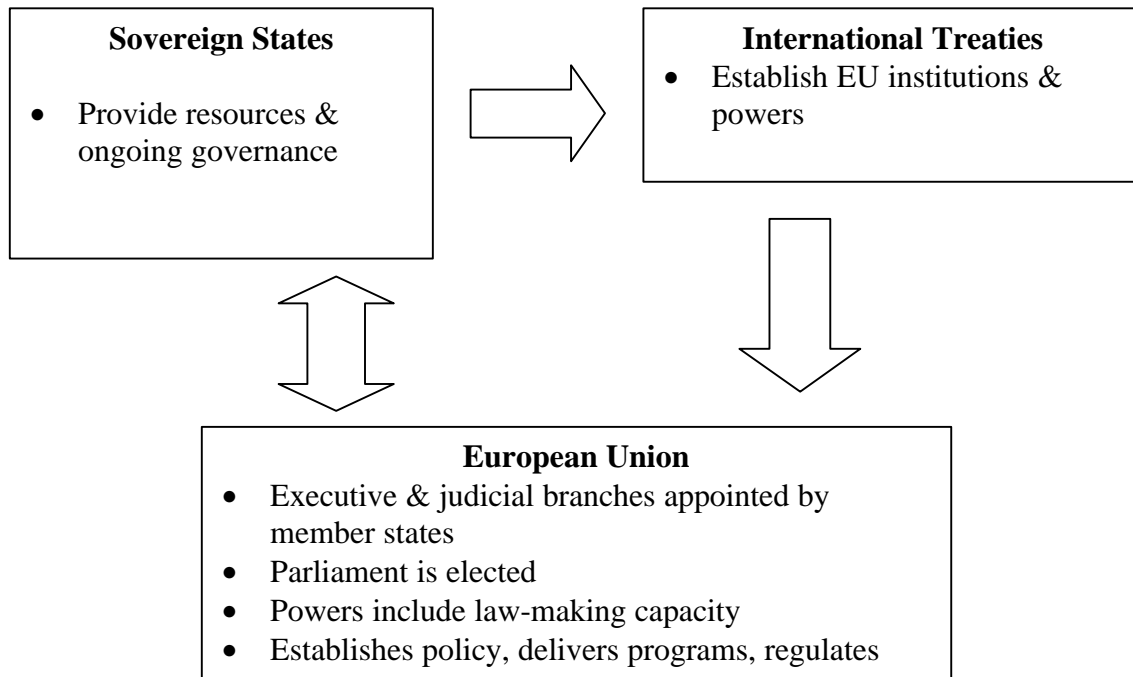 Sovereign States
• Provide resources &
ongoing governance
International Treaties
• Establish EU institutions &
powers
European Union
• Executive & judicial branches appointed by
member states
• Parliament is elected
• Powers include law-making capacity
• Establishes policy, delivers programs, regulates